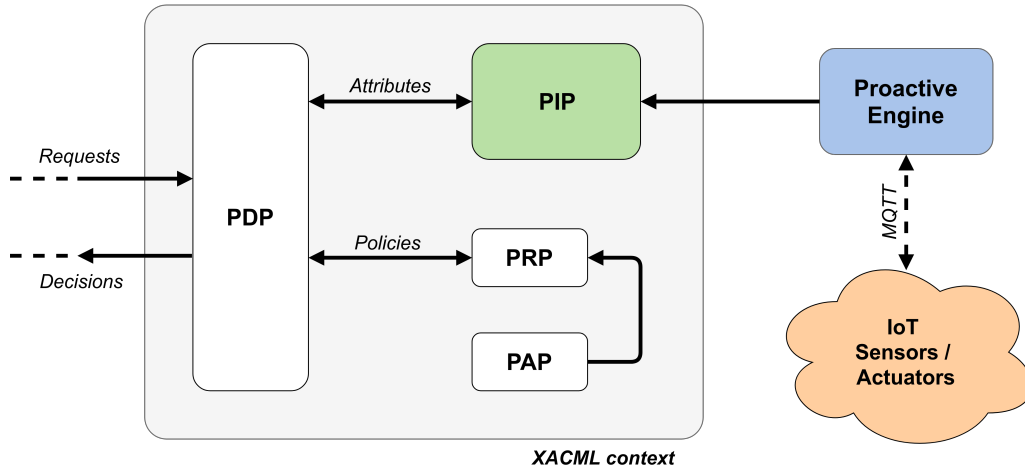 Attributes
PIP
Proactive
Engine
Requests
PDP
MQTT
Policies
PRP
Decisions
IoT
Sensors /
Actuators
PAP
XACML context